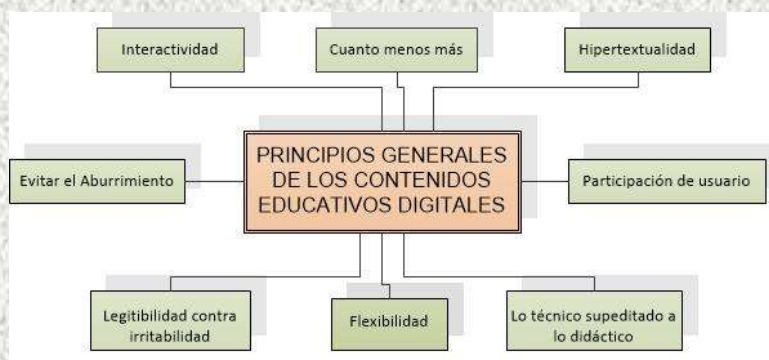 Interactividad
Cuanto menos más
Hipertextualidad
Evitar el Aburrimiento
PRINCIPIOS GENERALES
DE LOS CONTENIDOS
EDUCATIVOS DIGITALES
Participación de usuario
Legitibilidad contra
irritabilidad
Flexibilidad
Lo técnico supeditado a
lo didáctico